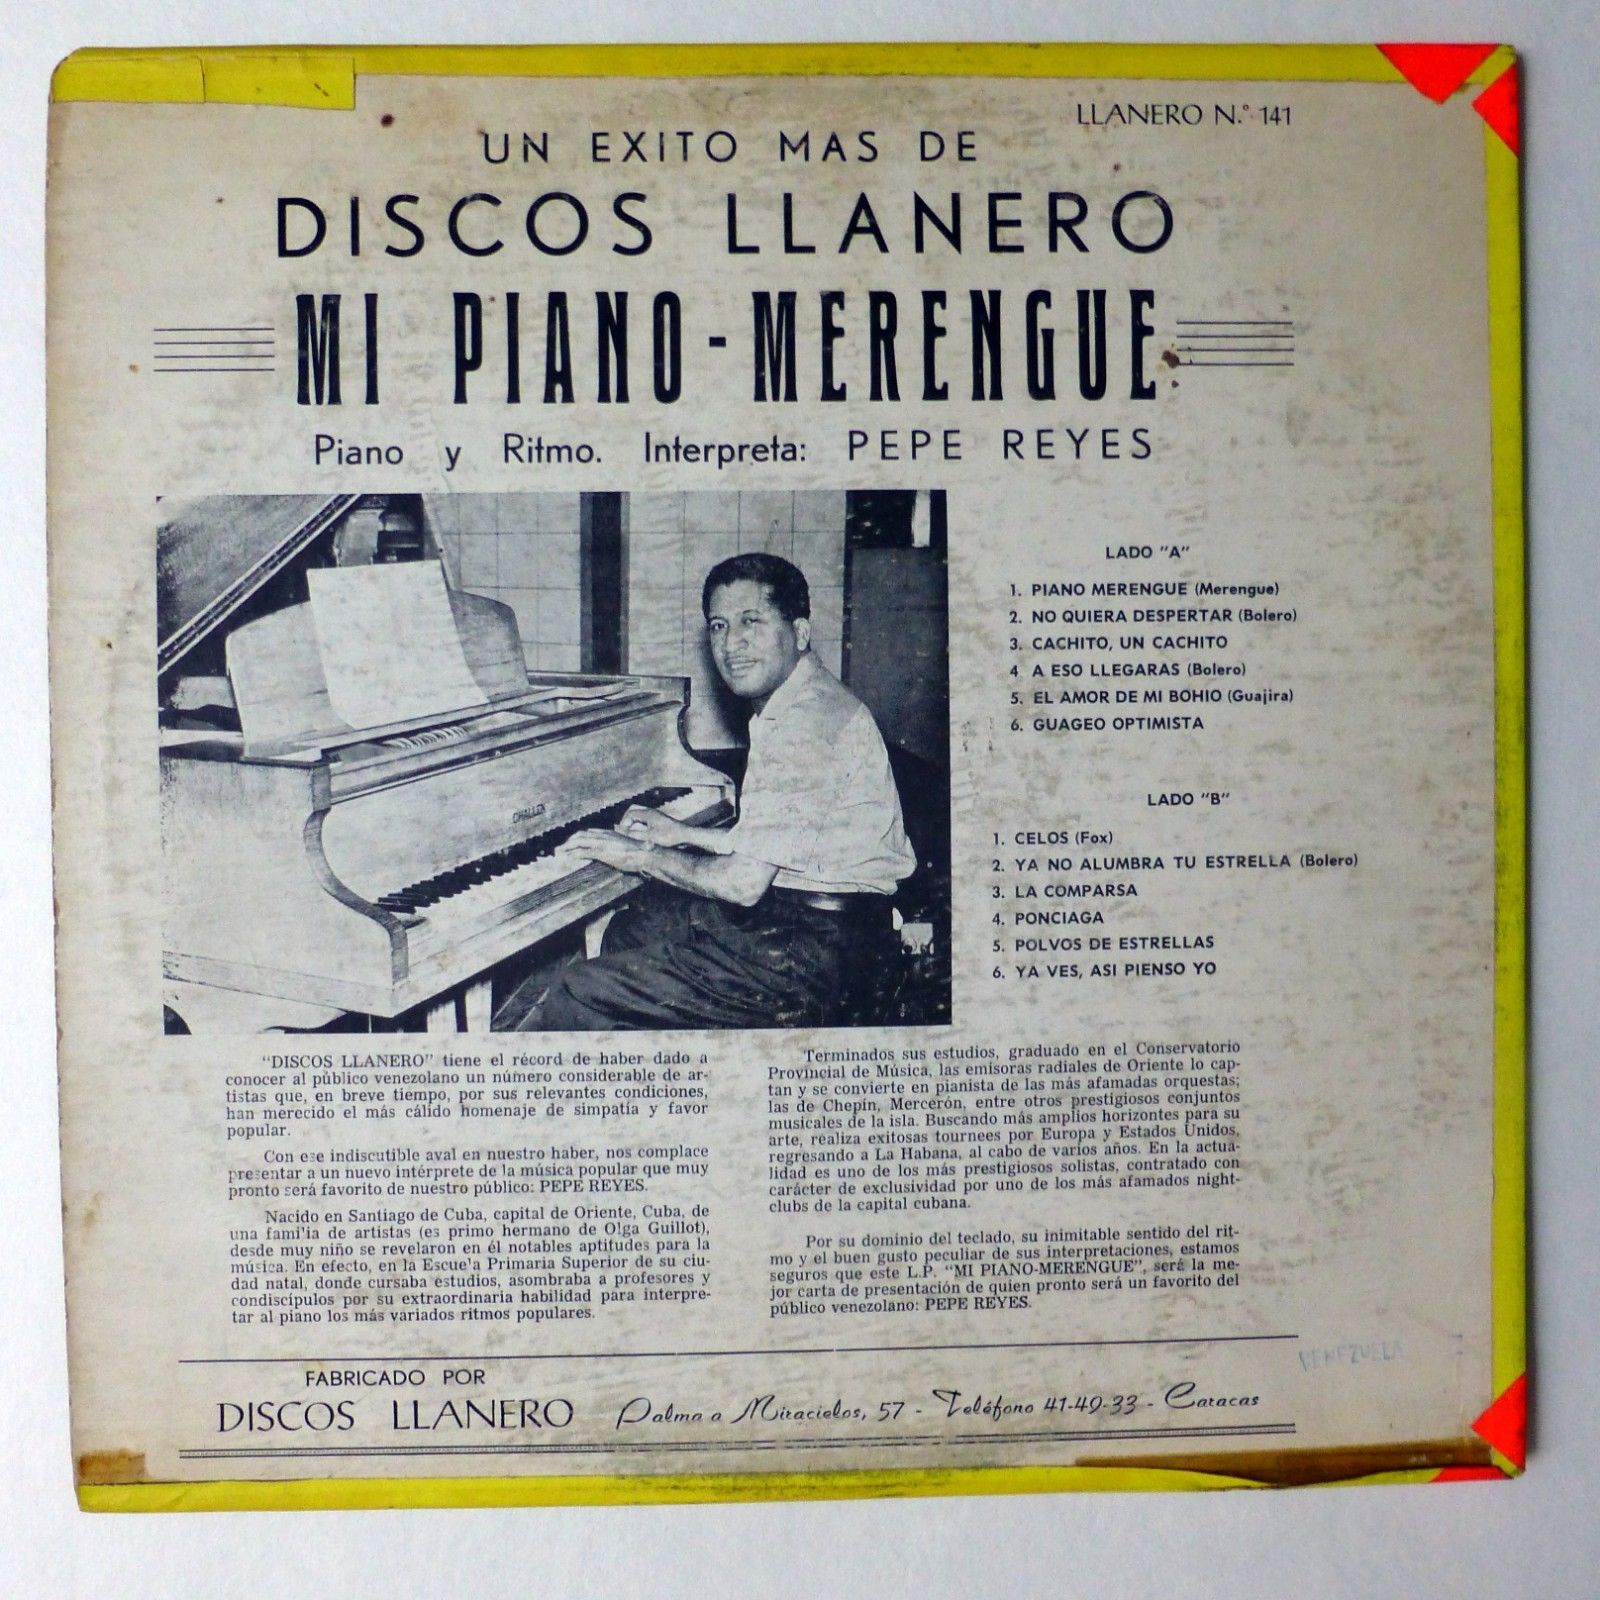 LLANERO N.º 141
UN EXITO MAS DE
DISCOS LLANERO
MI PIANO-MERENGUE
Piano y Ritmo. Interpreta: PEPE REYES
CHALLEN
LADO "A"
1. PIANO MERENGUE (Merengue)
2. NO QUIERA DESPERTAR (Bolero)
3. CACHITO, UN CACHITO
4 A ESO LLEGARAS (Bolero)
5. EL AMOR DE MI BOHIO (Guajira)
6. GUAGEO OPTIMISTA
LADO "B"
1. CELOS (Fox)
2. YA NO ALUMBRA TU ESTRELLA (Bolero)
3. LA COMPARSA
4. PONCIAGA
5. POLVOS DE ESTRELLAS
6. YA VES, ASI PIENSO YO
"DISCOS LLANERO" tiene el récord de haber dado a
conocer al público venezolano un número considerable de ar-
tistas que, en breve tiempo, por sus relevantes condiciones,
han merecido el más cálido homenaje de simpatía y favor
popular.
Con ese indiscutible aval en nuestro haber, nos complace
presentar a un nuevo intérprete de la música popular que muy
pronto será favorito de nuestro público: PEPE REYES.
Nacido en Santiago de Cuba, capital de Oriente, Cuba, de
una fami'ia de artistas (es primo hermano de Olga Guillot),
desde muy niño se revelaron en él notables aptitudes para la
música. En efecto, en la Escue'a Primaria Superior de su ciu-
dad natal, donde cursaba estudios, asombraba a profesores y
condiscípulos por su extraordinaria habilidad para interpre-
tar al piano los más variados ritmos populares.
Terminados sus estudios, graduado en el Conservatorio
Provincial de Música, las emisoras radiales de Oriente lo cap-
tan y se convierte en pianista de las más afamadas orquestas;
las de Chepín, Mercerón, entre otros prestigiosos conjuntos
musicales de la isla. Buscando más amplios horizontes para su
arte, realiza exitosas tournees por Europa y Estados Unidos,
regresando a La Habana, al cabo de varios años. En la actua-
lidad es uno de los más prestigiosos solistas, contratado con
carácter de exclusividad por uno de los más afamados night-
clubs de la capital cubana.
Por su dominio del teclado, su inimitable sentido del rit-
mo y el buen gusto peculiar de sus interpretaciones, estamos
seguros que este L.P. "MI PIANO-MERENGUE", será la me-
jor carta de presentación de quien pronto será un favorito del
público venezolano: PEPE REYES.
VENEZUELA
FABRICADO POR
DISCOS LLANERO Palma a Miracielos, 57 - Teléfono 41-49-33 - Caracas